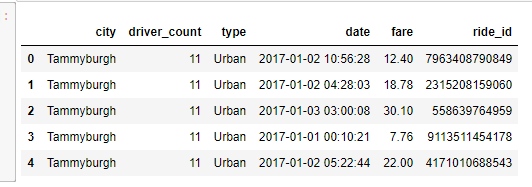 :
city driver_count type date fare ride_id
0 Tammyburgh 11 Urban 2017-01-02 10:56:28 12.40 7963408790849
1 Tammyburgh 11 Urban 2017-01-02 04:28:03 18.78 2315208159060
2 Tammyburgh 11 Urban 2017-01-03 03:00:08 30.10 558639764959
3 Tammyburgh 11 Urban 2017-01-01 00:10:21 7.76 9113511454178
4 Tammyburgh 11 Urban 2017-01-02 05:22:44 22.00 4171010688543